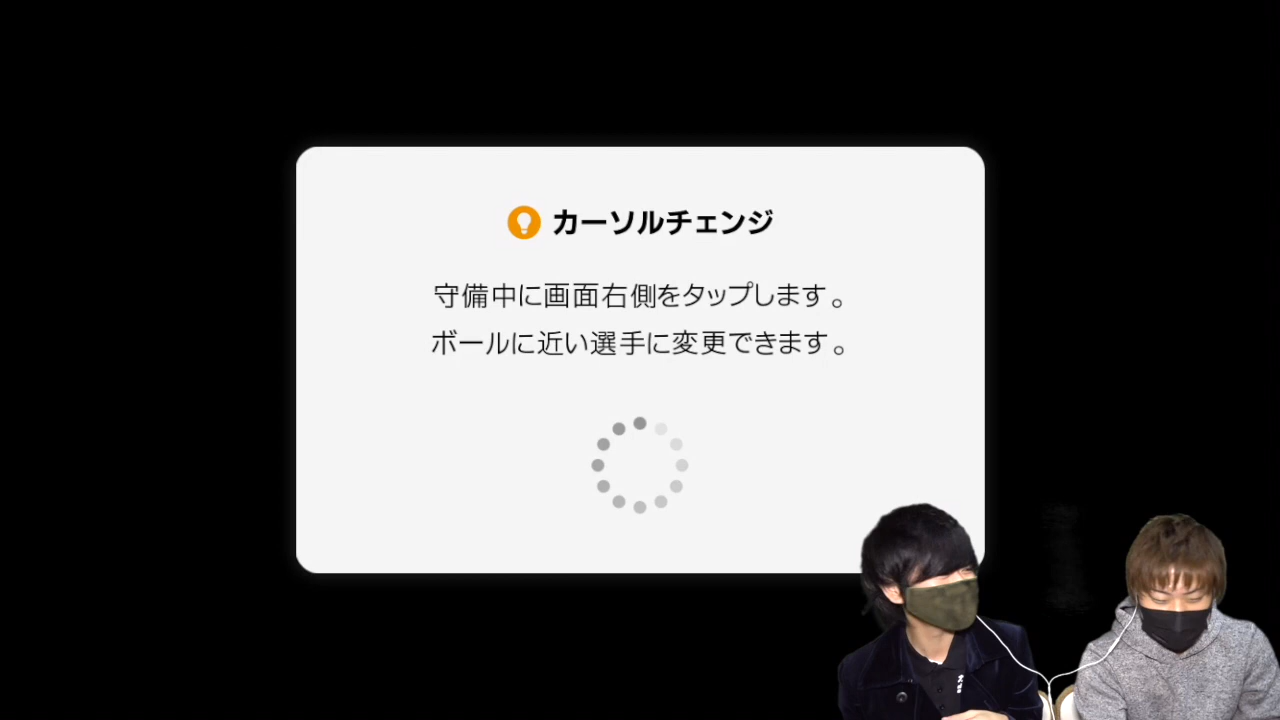 カーソルチェンジ
守備中に画面右側をタップします。
ボールに近い選手に変更できます。